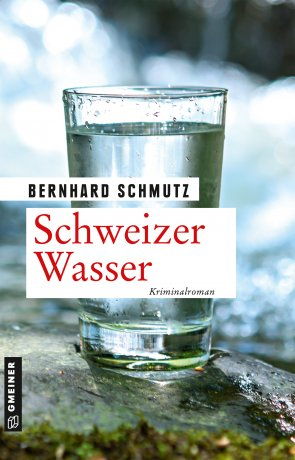 BERNHARD SCHMUTZ
Schweizer
Wasser
Kriminalroman
GMEINER